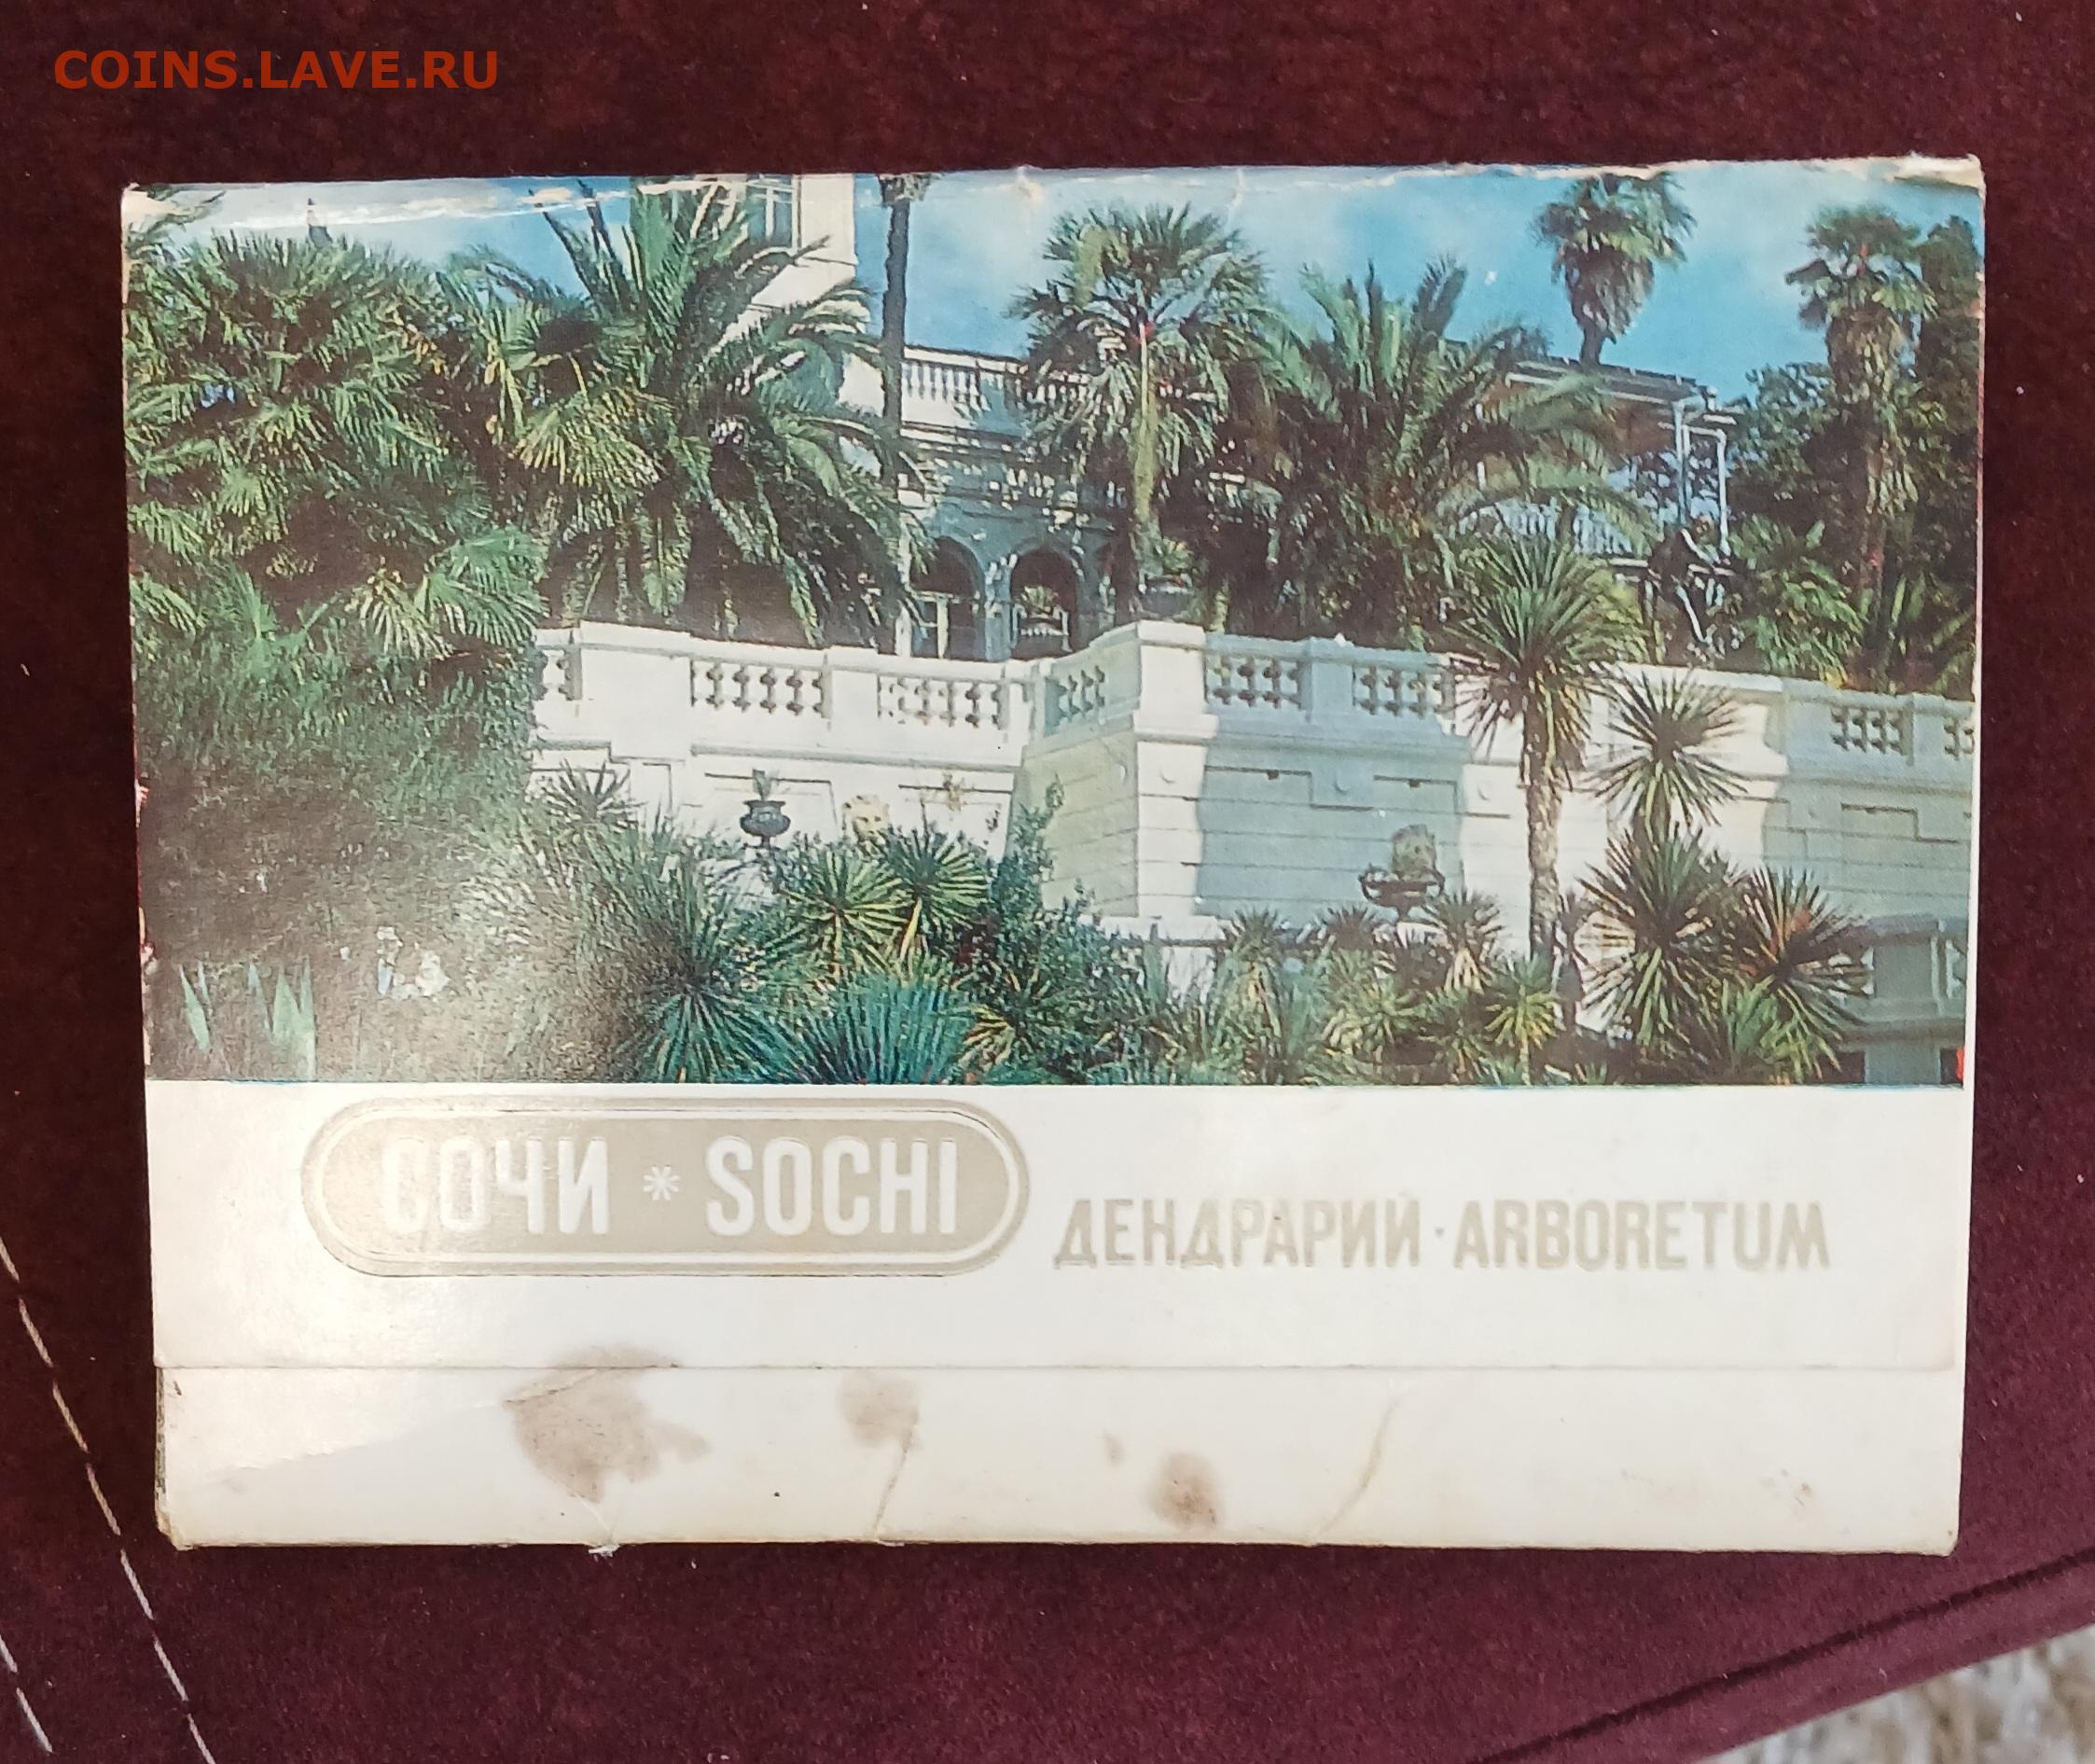 COINS.LAVE.RU
СОЧИ * SOCHI
ДЕНДРАРИЙ · ARBORETUM